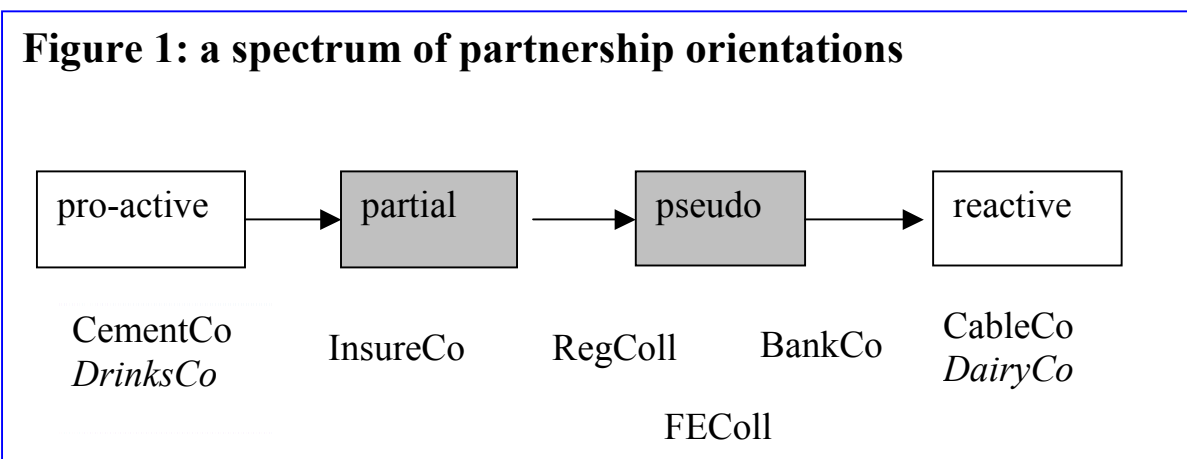 Figure 1: a spectrum of partnership orientations
pro-active
partial
pseudo
reactive
CementCo
DrinksCo
InsureCo
RegColl
BankCo
CableCo
DairyCo
FEColl